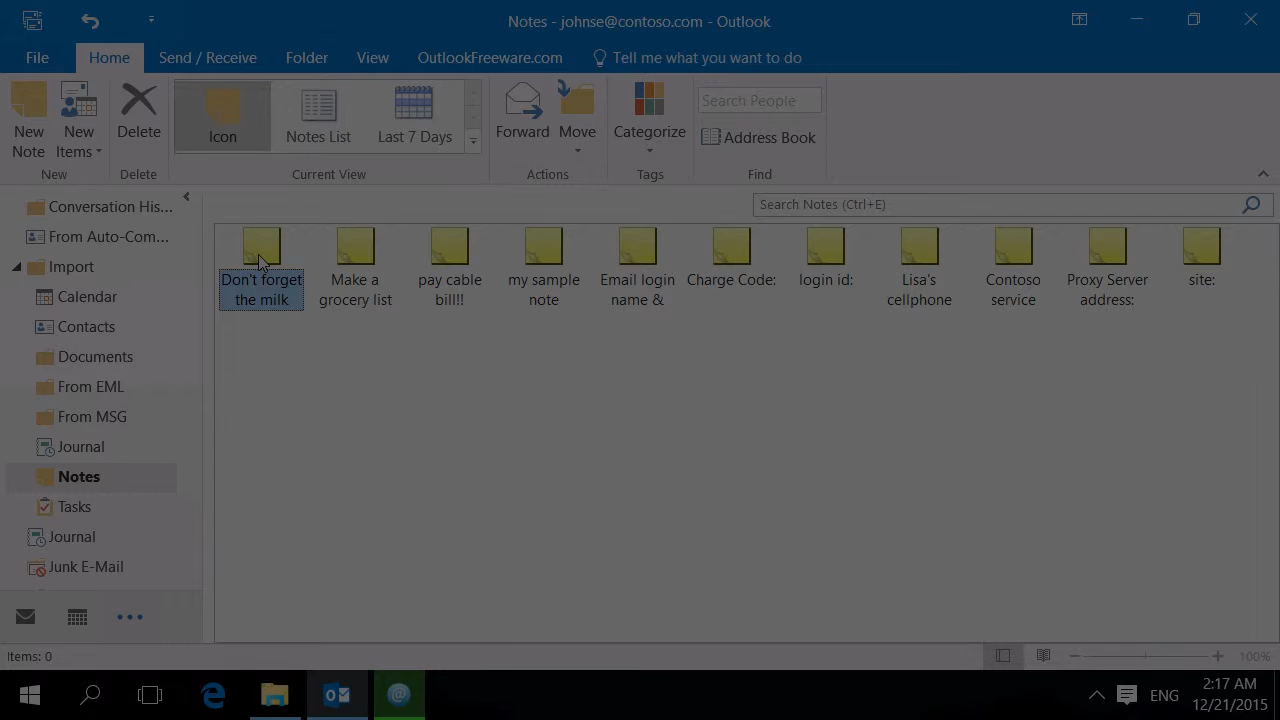 Notes - johnse@contoso.com - Outlook
File Home Send / Receive Folder View OutlookFreeware.com Tell me what you want to do
New Note
New Items
Delete
Icon
Notes List
Last 7 Days
Forward
Move
Categorize
Search People
Address Book
New Delete Current View Actions Tags Find
Conversation His...
From Auto-Com...
Import
Calendar
Contacts
Documents
From EML
From MSG
Journal
Notes
Tasks
Journal
Junk E-Mail
Search Notes (Ctrl+E)
Don't forget
the milk
Make a
grocery list
pay cable
bill!!
my sample
note
Email login
name &
Charge Code:
login id:
Lisa's
cellphone
Contoso
service
Proxy Server
address:
site:
Items: 0
100%
ENG
2:17 AM
12/21/2015